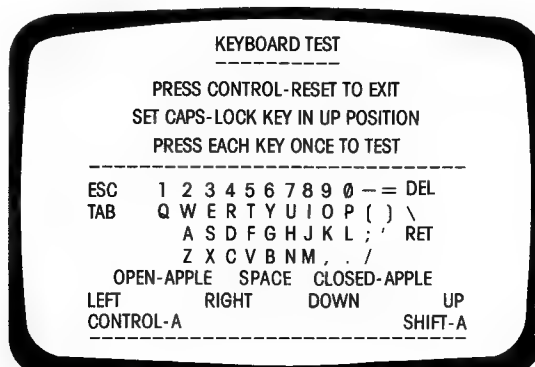 KEYBOARD TEST
PRESS CONTROL-RESET TO EXIT
SET CAPS-LOCK KEY IN UP POSITION
PRESS EACH KEY ONCE TO TEST
ESC 1 2 3 4 5 6 7 8 9 0 - = DEL
TAB Q W E R T Y U I O P [ ] \
A S D F G H J K L ; ' RET
Z X C V B N M , . /
OPEN-APPLE SPACE CLOSED-APPLE
LEFT RIGHT DOWN UP
CONTROL-A SHIFT-A